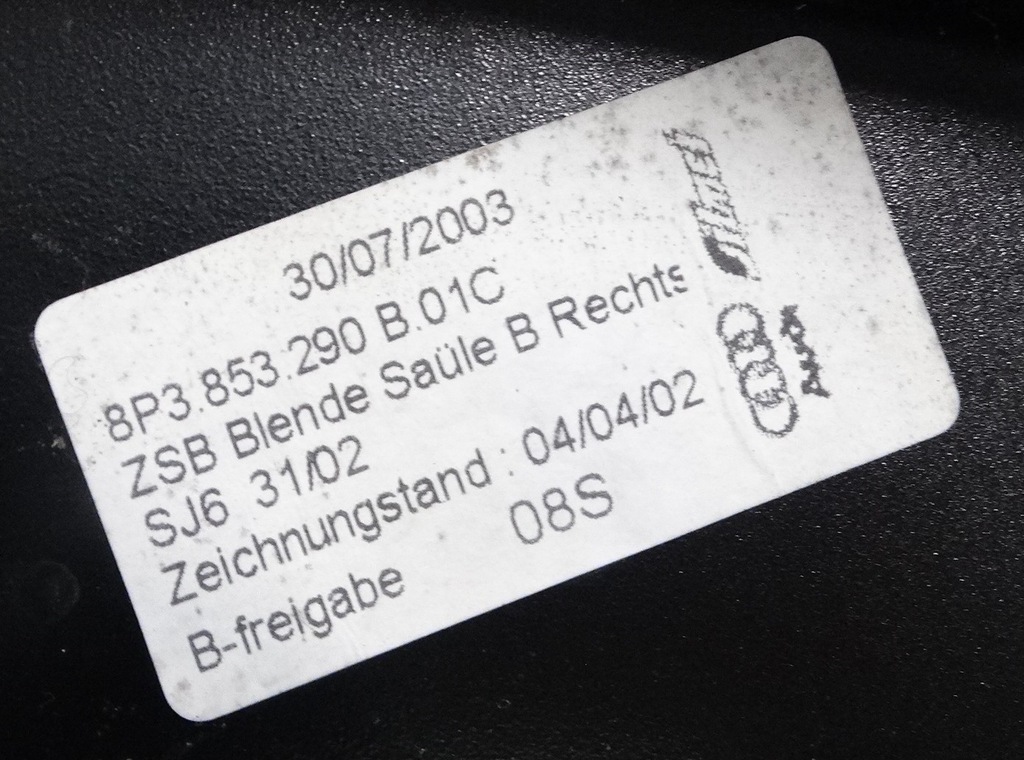 30/07/2003
8P3.853.290 B.01C
ZSB Blende Saüle B Rechts
SJ6 31/02
Zeichnungstand : 04/04/02
B-freigabe 08S
Audi